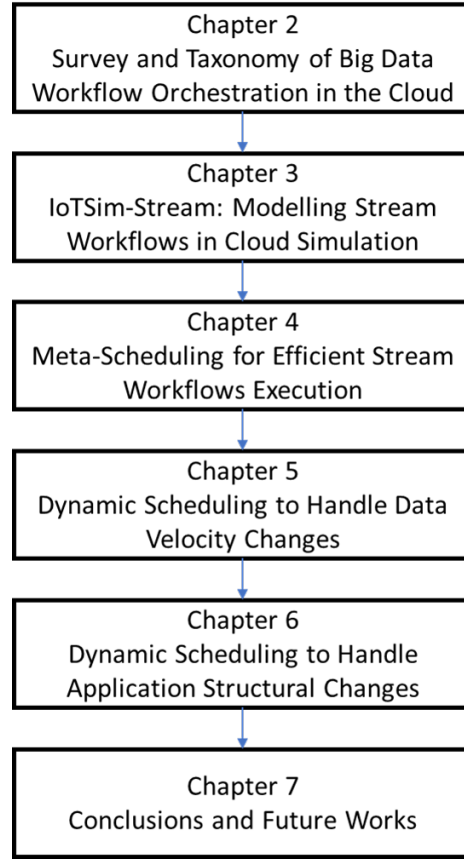 Chapter 2
Survey and Taxonomy of Big Data
Workflow Orchestration in the Cloud
Chapter 3
IoTSim-Stream: Modelling Stream
Workflows in Cloud Simulation
Chapter 4
Meta-Scheduling for Efficient Stream
Workflows Execution
Chapter 5
Dynamic Scheduling to Handle Data
Velocity Changes
Chapter 6
Dynamic Scheduling to Handle
Application Structural Changes
Chapter 7
Conclusions and Future Works